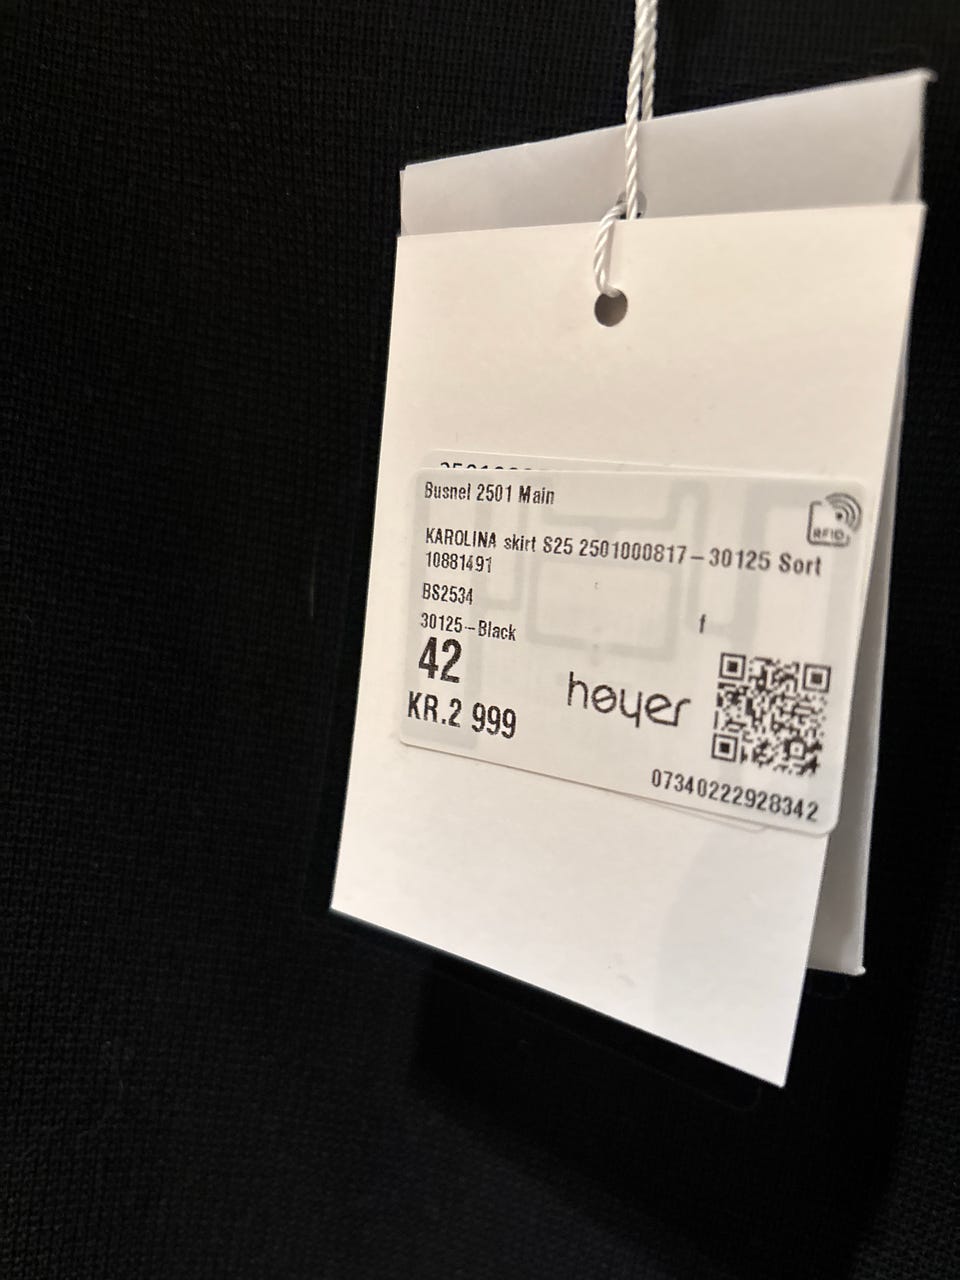 Busnel 2501 Main
RFID
KAROLINA skirt S25 2501000817-30125 Sort
10881491
BS2534
30125-Black
f
42
høyer
KR.2 999
07340222928342